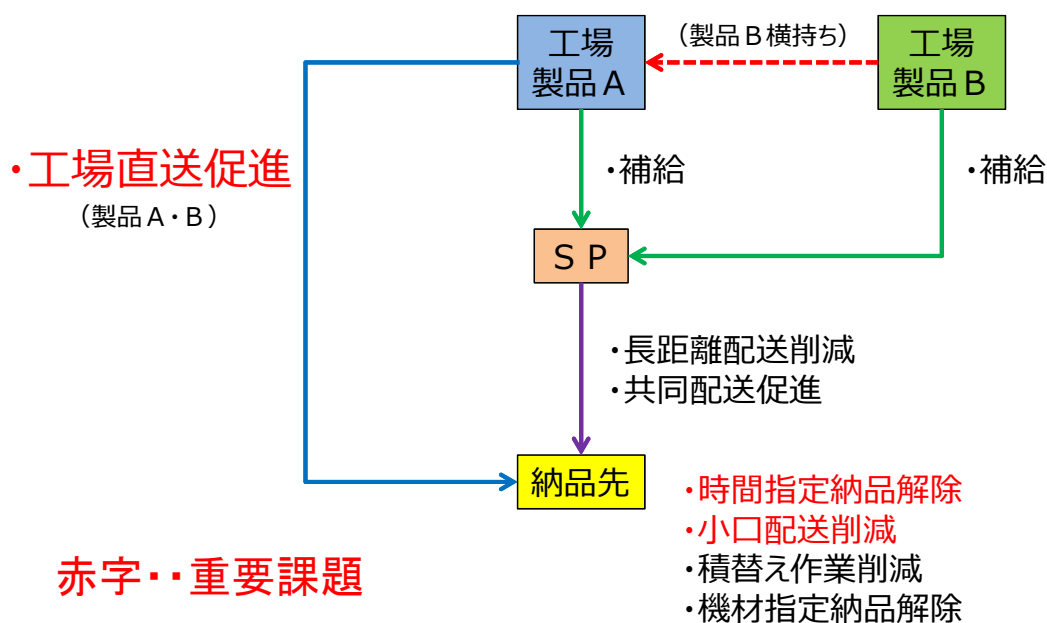 工場
製品A
（製品B横持ち）
工場
製品B
・工場直送促進
（製品A・B）
・補給
・補給
SP
・長距離配送削減
・共同配送促進
納品先
・時間指定納品解除
・小口配送削減
・積替え作業削減
・機材指定納品解除
赤字・・重要課題